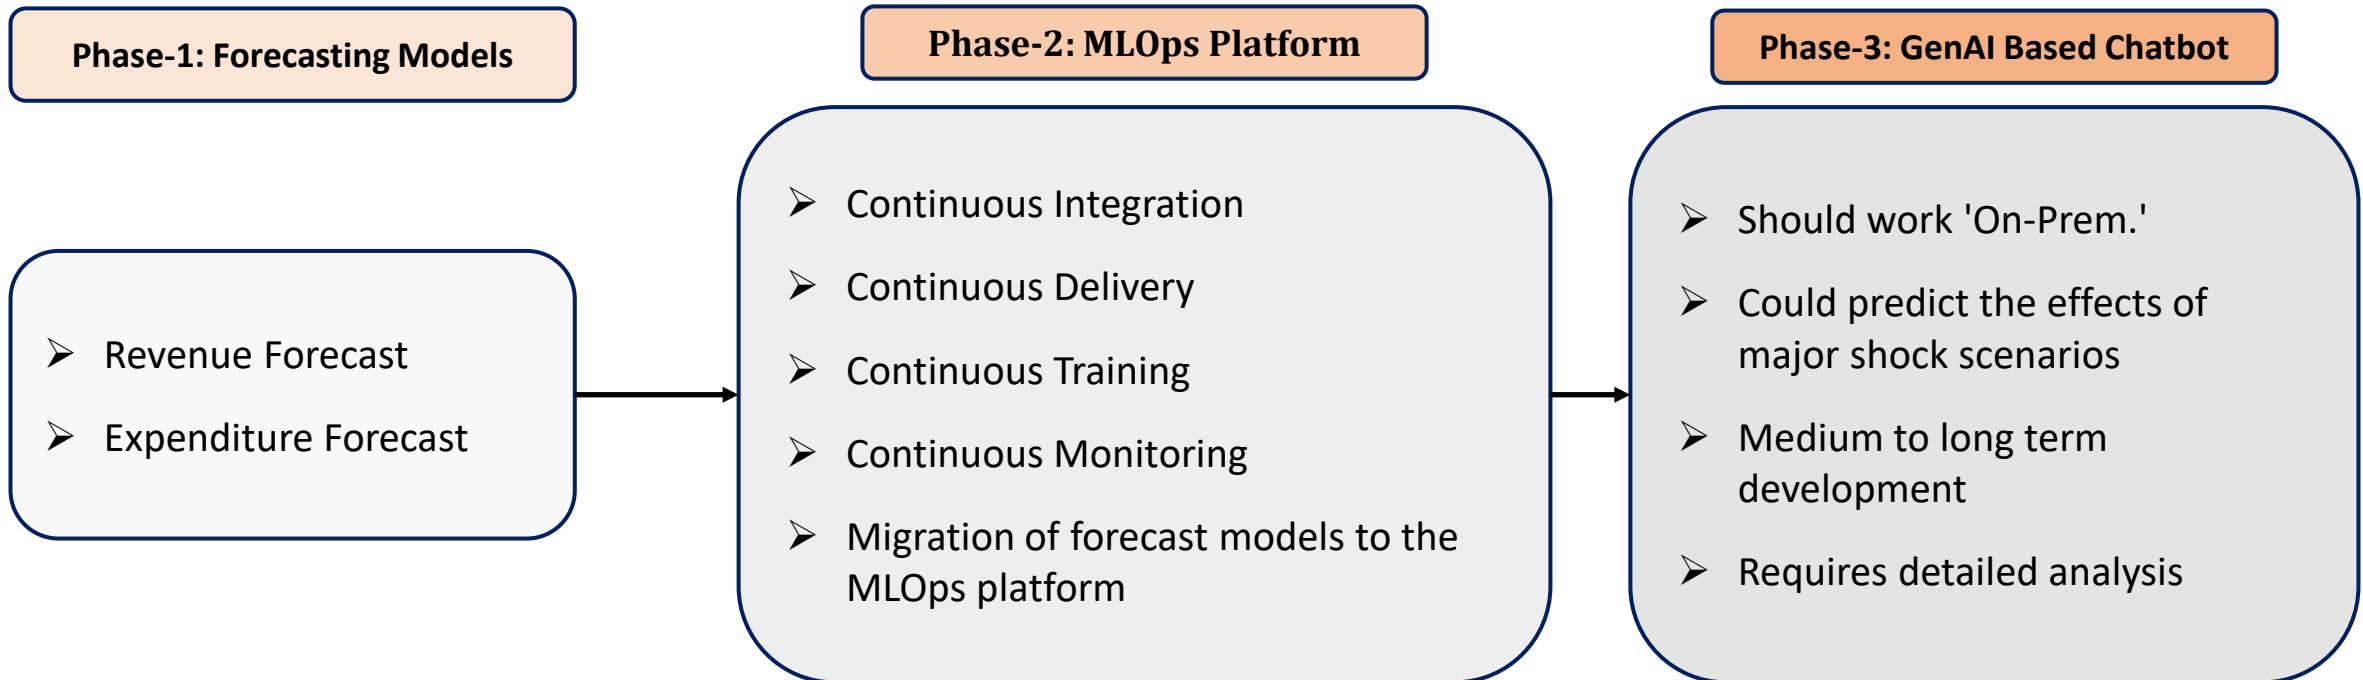 Phase-1: Forecasting Models
Revenue Forecast
Expenditure Forecast
Phase-2: MLOps Platform
Continuous Integration
Continuous Delivery
Continuous Training
Continuous Monitoring
Migration of forecast models to the
MLOps platform
Phase-3: GenAI Based Chatbot
Should work 'On-Prem.'
Could predict the effects of
major shock scenarios
Medium to long term
development
Requires detailed analysis